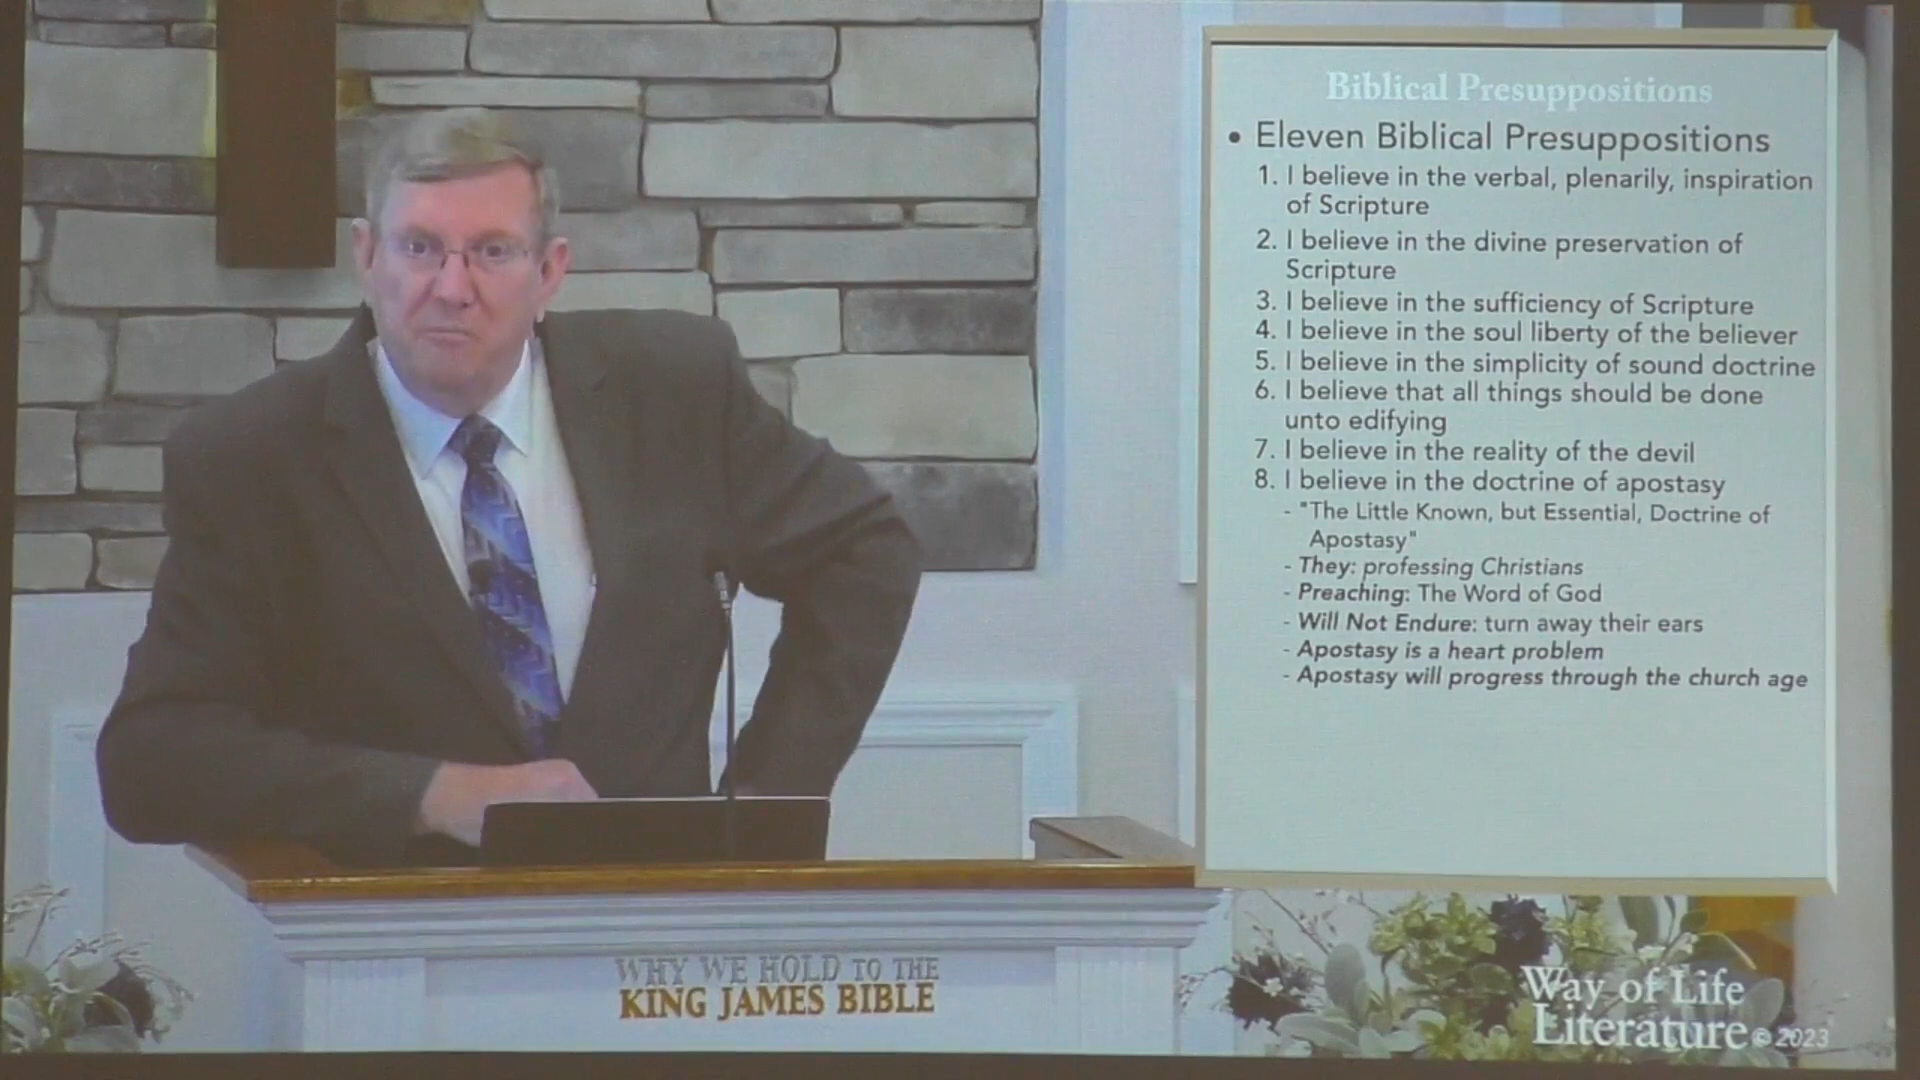 Biblical Presuppositions
• Eleven Biblical Presuppositions
1. I believe in the verbal, plenarily, inspiration
of Scripture
2. I believe in the divine preservation of
Scripture
3. I believe in the sufficiency of Scripture
4. I believe in the soul liberty of the believer
5. I believe in the simplicity of sound doctrine
6. I believe that all things should be done
unto edifying
7. I believe in the reality of the devil
8. I believe in the doctrine of apostasy
- "The Little Known, but Essential, Doctrine of
Apostasy"
- They: professing Christians
- Preaching: The Word of God
- Will Not Endure: turn away their ears
- Apostasy is a heart problem
- Apostasy will progress through the church age
WHY WE HOLD TO THE
KING JAMES BIBLE
Way of Life
Literature © 2023